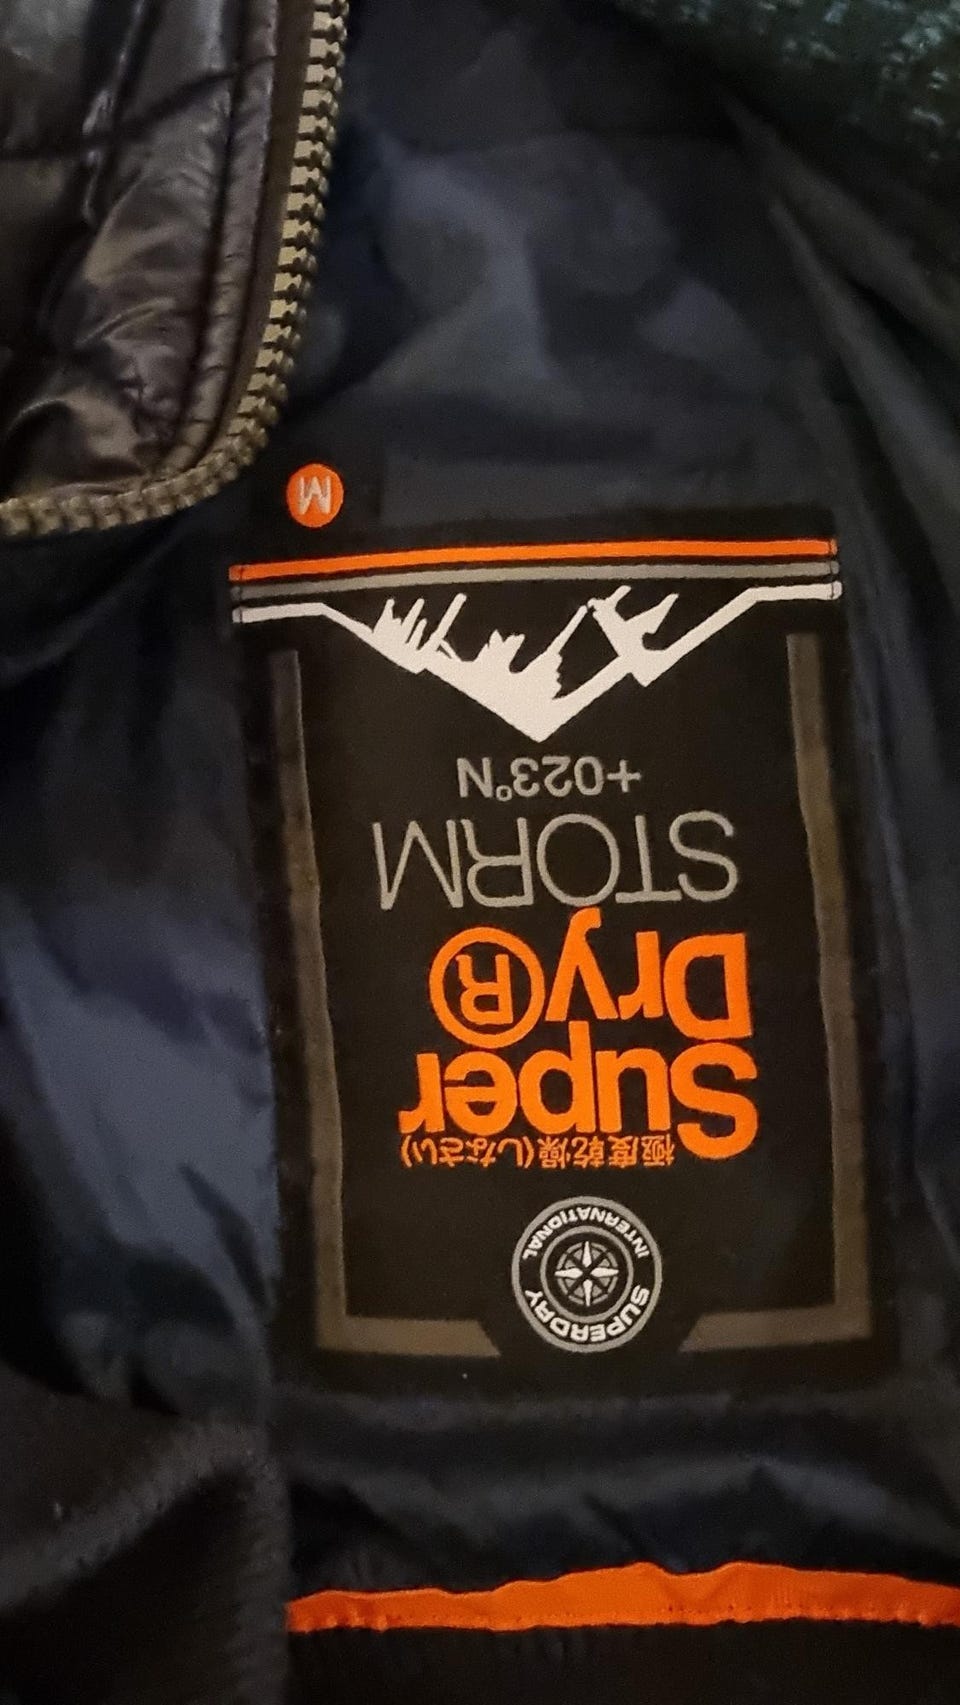 SUPERDRY
INTERNATIONAL
極度乾燥(しなさい)
Super
Dry®
STORM
+023°N
M